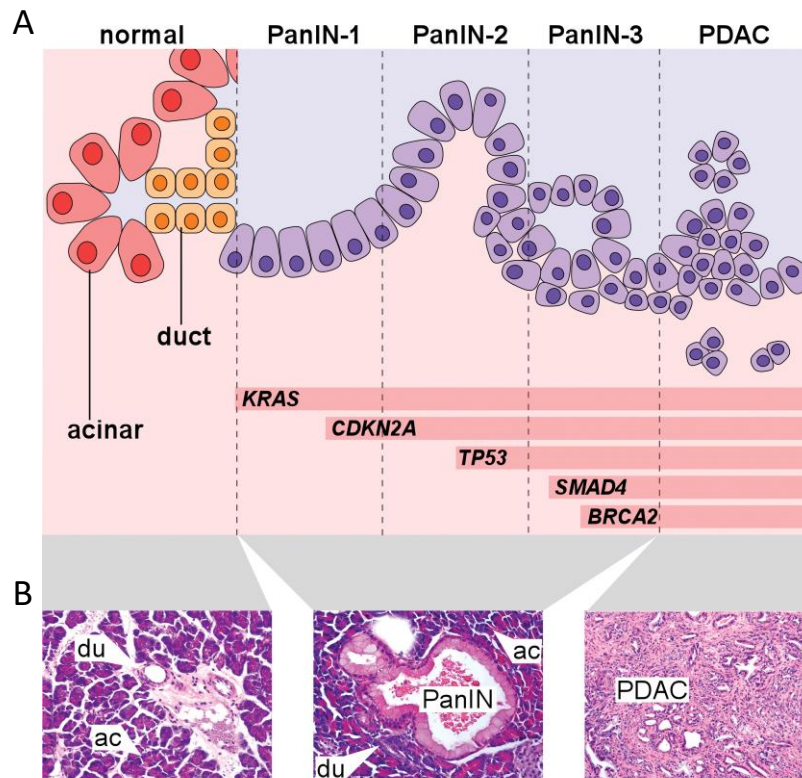 A
normal PanIN-1 PanIN-2 PanIN-3 PDAC
duct
acinar
KRAS
CDKN2A
TP53
SMAD4
BRCA2
B
du
ac
ac
PanIN
du
PDAC